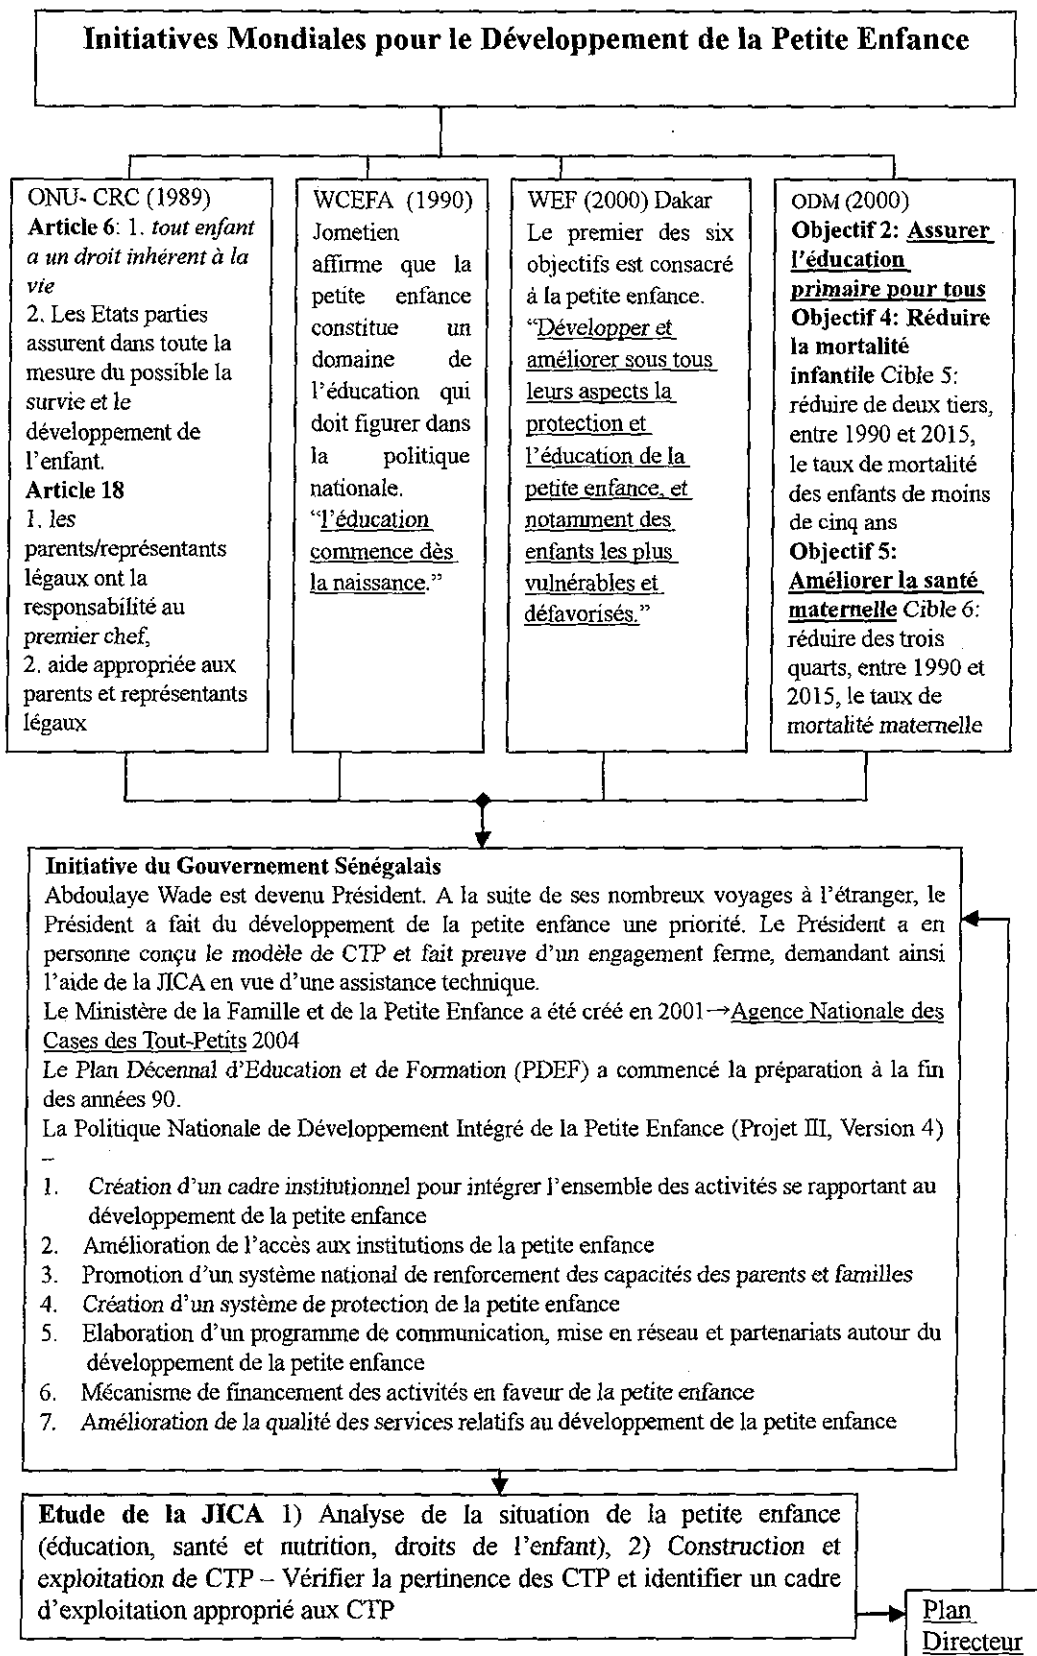 Initiatives Mondiales pour le Développement de la Petite Enfance
ONU- CRC (1989)
Article 6: 1. tout enfant
a un droit inhérent à la
vie
2. Les Etats parties
assurent dans toute la
mesure du possible la
survie et le
développement de
l'enfant.
Article 18
1. les
parents/représentants
légaux ont la
responsabilité au
premier chef,
2. aide appropriée aux
parents et représentants
légaux
WCEFA (1990)
Jometien
affirme que la
petite enfance
constitue un
domaine de
l'éducation qui
doit figurer dans
la politique
nationale.
"l'éducation
commence dès
la naissance."
WEF (2000) Dakar
Le premier des six
objectifs est consacré
à la petite enfance.
"Développer et
améliorer sous tous
leurs aspects la
protection et
l'éducation de la
petite enfance, et
notamment des
enfants les plus
vulnérables et
défavorisés."
ODM (2000)
Objectif 2: Assurer
l'éducation
primaire pour tous
Objectif 4: Réduire
la mortalité
infantile Cible 5:
réduire de deux tiers,
entre 1990 et 2015,
le taux de mortalité
des enfants de moins
de cinq ans
Objectif 5:
Améliorer la santé
maternelle Cible 6:
réduire des trois
quarts, entre 1990 et
2015, le taux de
mortalité maternelle
Initiative du Gouvernement Sénégalais
Abdoulaye Wade est devenu Président. A la suite de ses nombreux voyages à l'étranger, le
Président a fait du développement de la petite enfance une priorité. Le Président a en
personne conçu le modèle de CTP et fait preuve d'un engagement ferme, demandant ainsi
l'aide de la JICA en vue d'une assistance technique.
Le Ministère de la Famille et de la Petite Enfance a été créé en 2001→Agence Nationale des
Cases des Tout-Petits 2004
Le Plan Décennal d'Education et de Formation (PDEF) a commencé la préparation à la fin
des années 90.
La Politique Nationale de Développement Intégré de la Petite Enfance (Projet III, Version 4)
–
1. Création d'un cadre institutionnel pour intégrer l'ensemble des activités se rapportant au
développement de la petite enfance
2. Amélioration de l'accès aux institutions de la petite enfance
3. Promotion d'un système national de renforcement des capacités des parents et familles
4. Création d'un système de protection de la petite enfance
5. Elaboration d'un programme de communication, mise en réseau et partenariats autour du
développement de la petite enfance
6. Mécanisme de financement des activités en faveur de la petite enfance
7. Amélioration de la qualité des services relatifs au développement de la petite enfance
Etude de la JICA 1) Analyse de la situation de la petite enfance
(éducation, santé et nutrition, droits de l'enfant), 2) Construction et
exploitation de CTP – Vérifier la pertinence des CTP et identifier un cadre
d'exploitation approprié aux CTP
Plan
Directeur